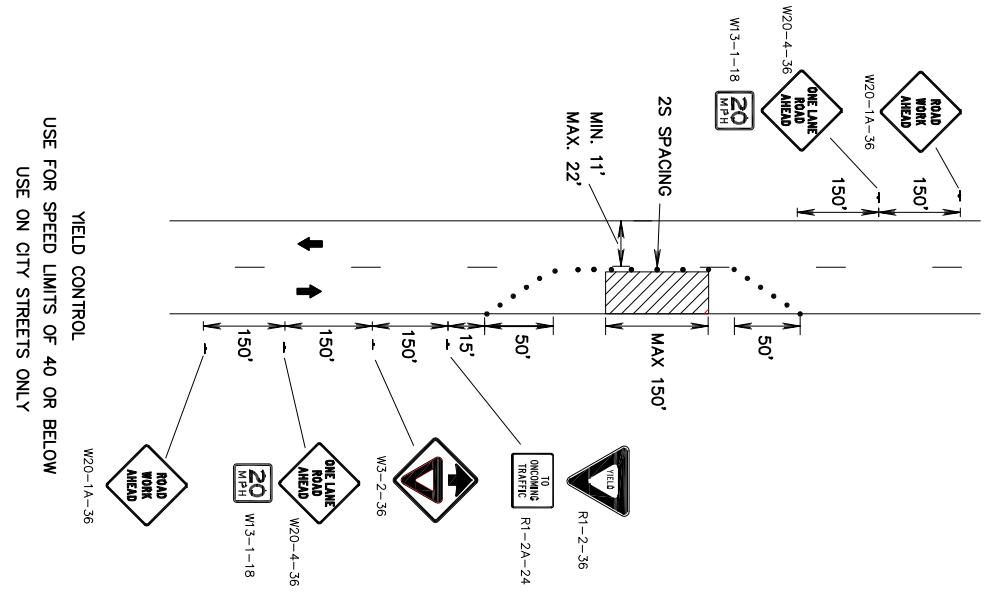 W20-1A-36
ROAD
WORK
AHEAD
150'
W20-4-36
ONE LANE
ROAD
AHEAD
W13-1-18
20
MPH
150'
2S SPACING
MIN. 11'
MAX. 22'
50'
MAX 150'
50'
15'
150'
150'
150'
YIELD
R1-2-36
TO
ONCOMING
TRAFFIC
R1-2A-24
W3-2-36
ONE LANE
ROAD
AHEAD
W20-4-36
20
MPH
W13-1-18
ROAD
WORK
AHEAD
W20-1A-36
YIELD CONTROL
USE FOR SPEED LIMITS OF 40 OR BELOW
USE ON CITY STREETS ONLY